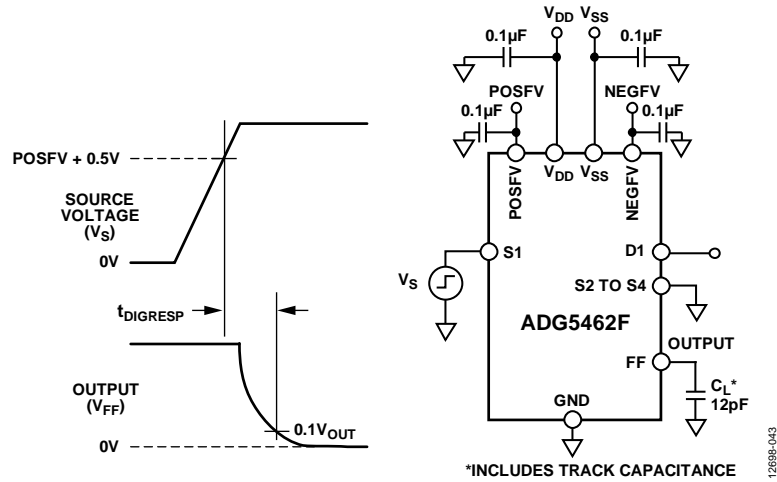 POSFV + 0.5V
SOURCE
VOLTAGE
(VS)
0V
tDIGRESP
OUTPUT
(VFF)
0V
0.1VOUT
VDD VSS
0.1µF
0.1µF
POSFV
NEGFV
0.1µF
0.1µF
POSFV
VDD
VSS
NEGFV
S1
D1
VS
S2 TO S4
ADG5462F
OUTPUT
FF
CL*
12pF
GND
*INCLUDES TRACK CAPACITANCE
12698-043